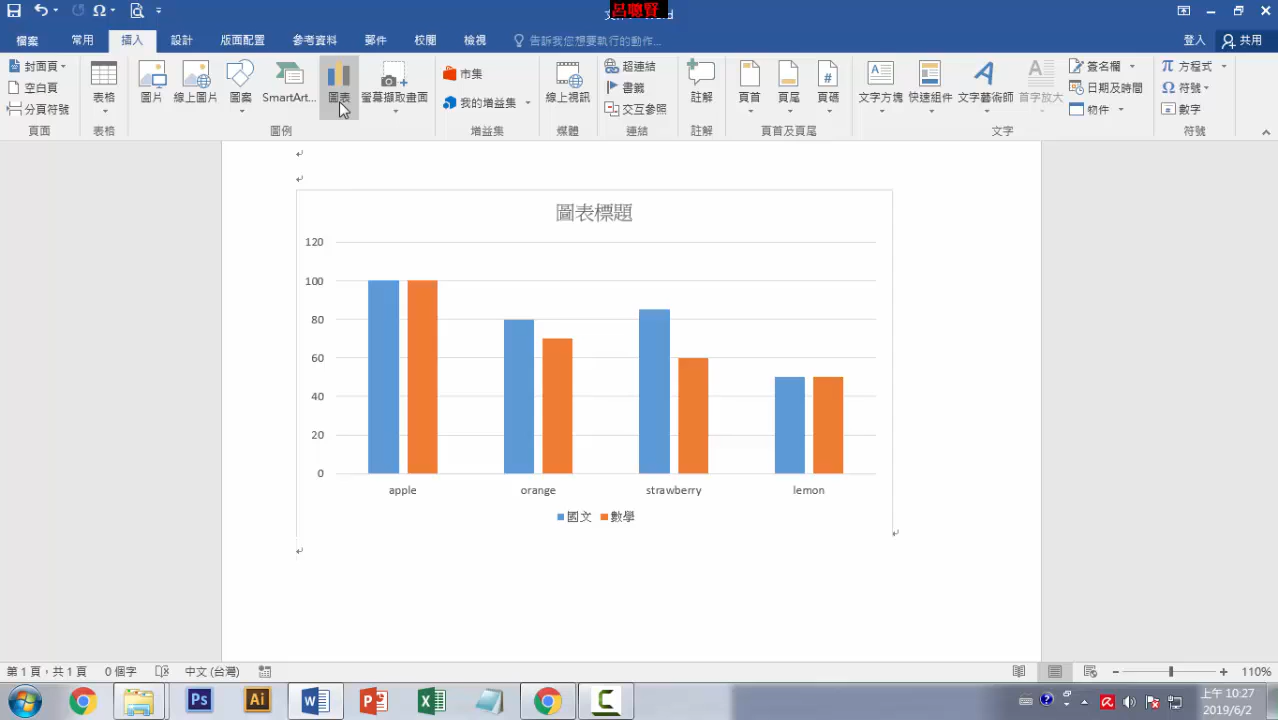 呂聰賢
檔案 常用 插入 設計 版面配置 參考資料 郵件 校閱 檢視 告訴我您想執行的動作... 登入 共用
封面頁
空白頁
分頁符號
頁面
表格
表格
圖片 線上圖片 圖案 SmartArt... 圖表 螢幕擷取畫面
圖例
市集
我的增益集
增益集
線上視訊
媒體
超連結
書籤
交互參照
連結
註解
註解
頁首 頁尾 頁碼
頁首及頁尾
文字方塊 快速組件 文字藝術師 首字放大
簽名欄
日期及時間
物件
文字
方程式
符號
數字
符號
圖表標題
120
100
80
60
40
20
0
apple orange strawberry lemon
國文 數學
第 1 頁，共 1 頁 0 個字 中文 (台灣) 110%
Ps Ai
上午 10:27
2019/6/2